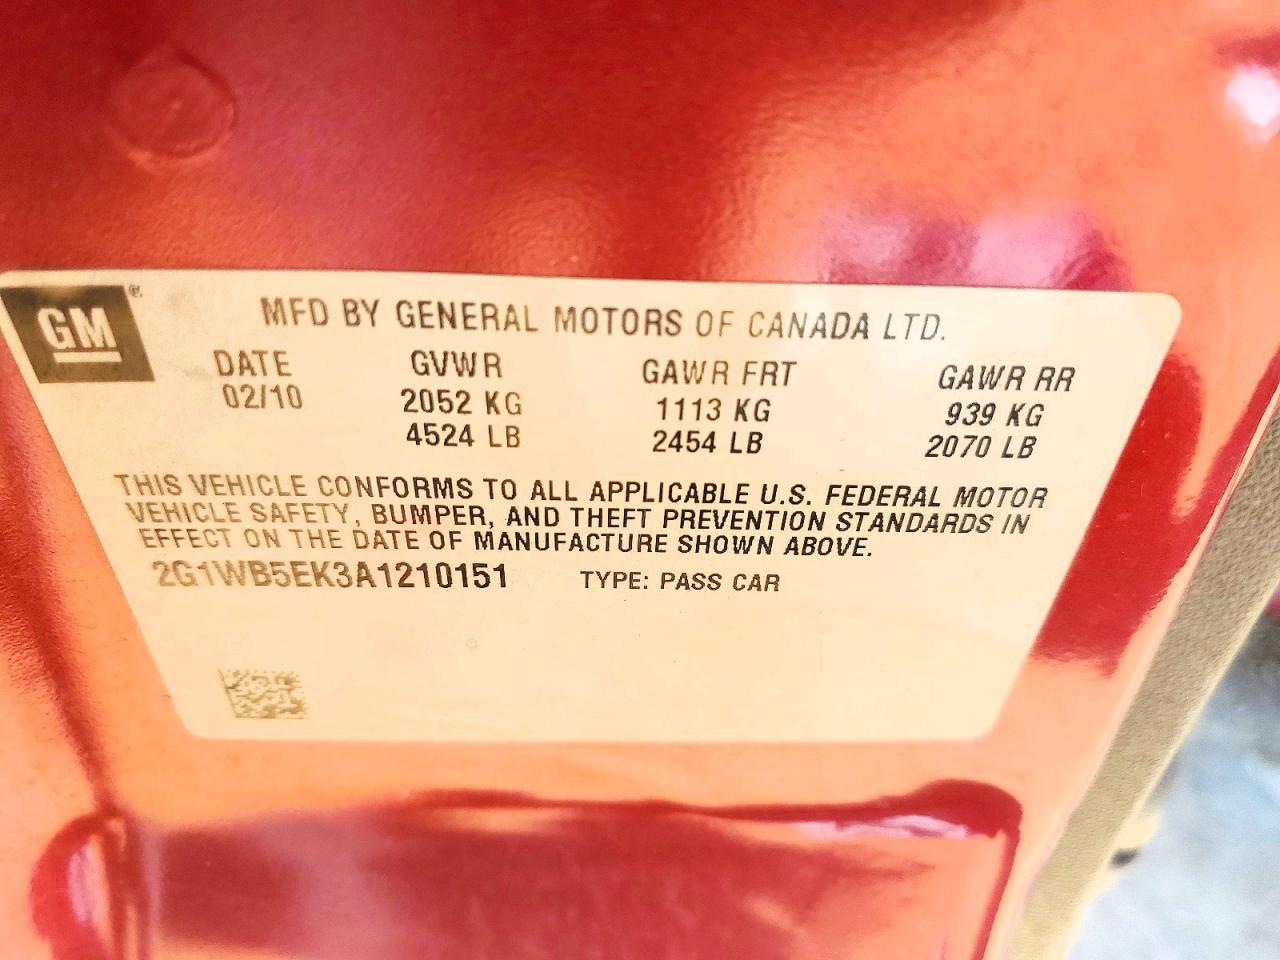 GM
MFD BY GENERAL MOTORS OF CANADA LTD.
DATE GVWR GAWR FRT GAWR RR
02/10 2052 KG 1113 KG 939 KG
4524 LB 2454 LB 2070 LB
THIS VEHICLE CONFORMS TO ALL APPLICABLE U.S. FEDERAL MOTOR
VEHICLE SAFETY, BUMPER, AND THEFT PREVENTION STANDARDS IN
EFFECT ON THE DATE OF MANUFACTURE SHOWN ABOVE.
2G1WB5EK3A1210151 TYPE: PASS CAR